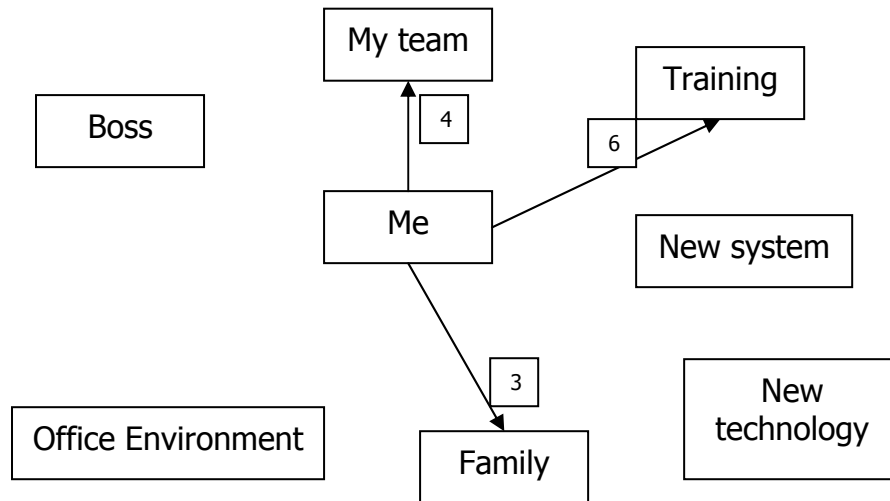 My team
Training
Boss
4
6
Me
New system
3
New
technology
Office Environment
Family